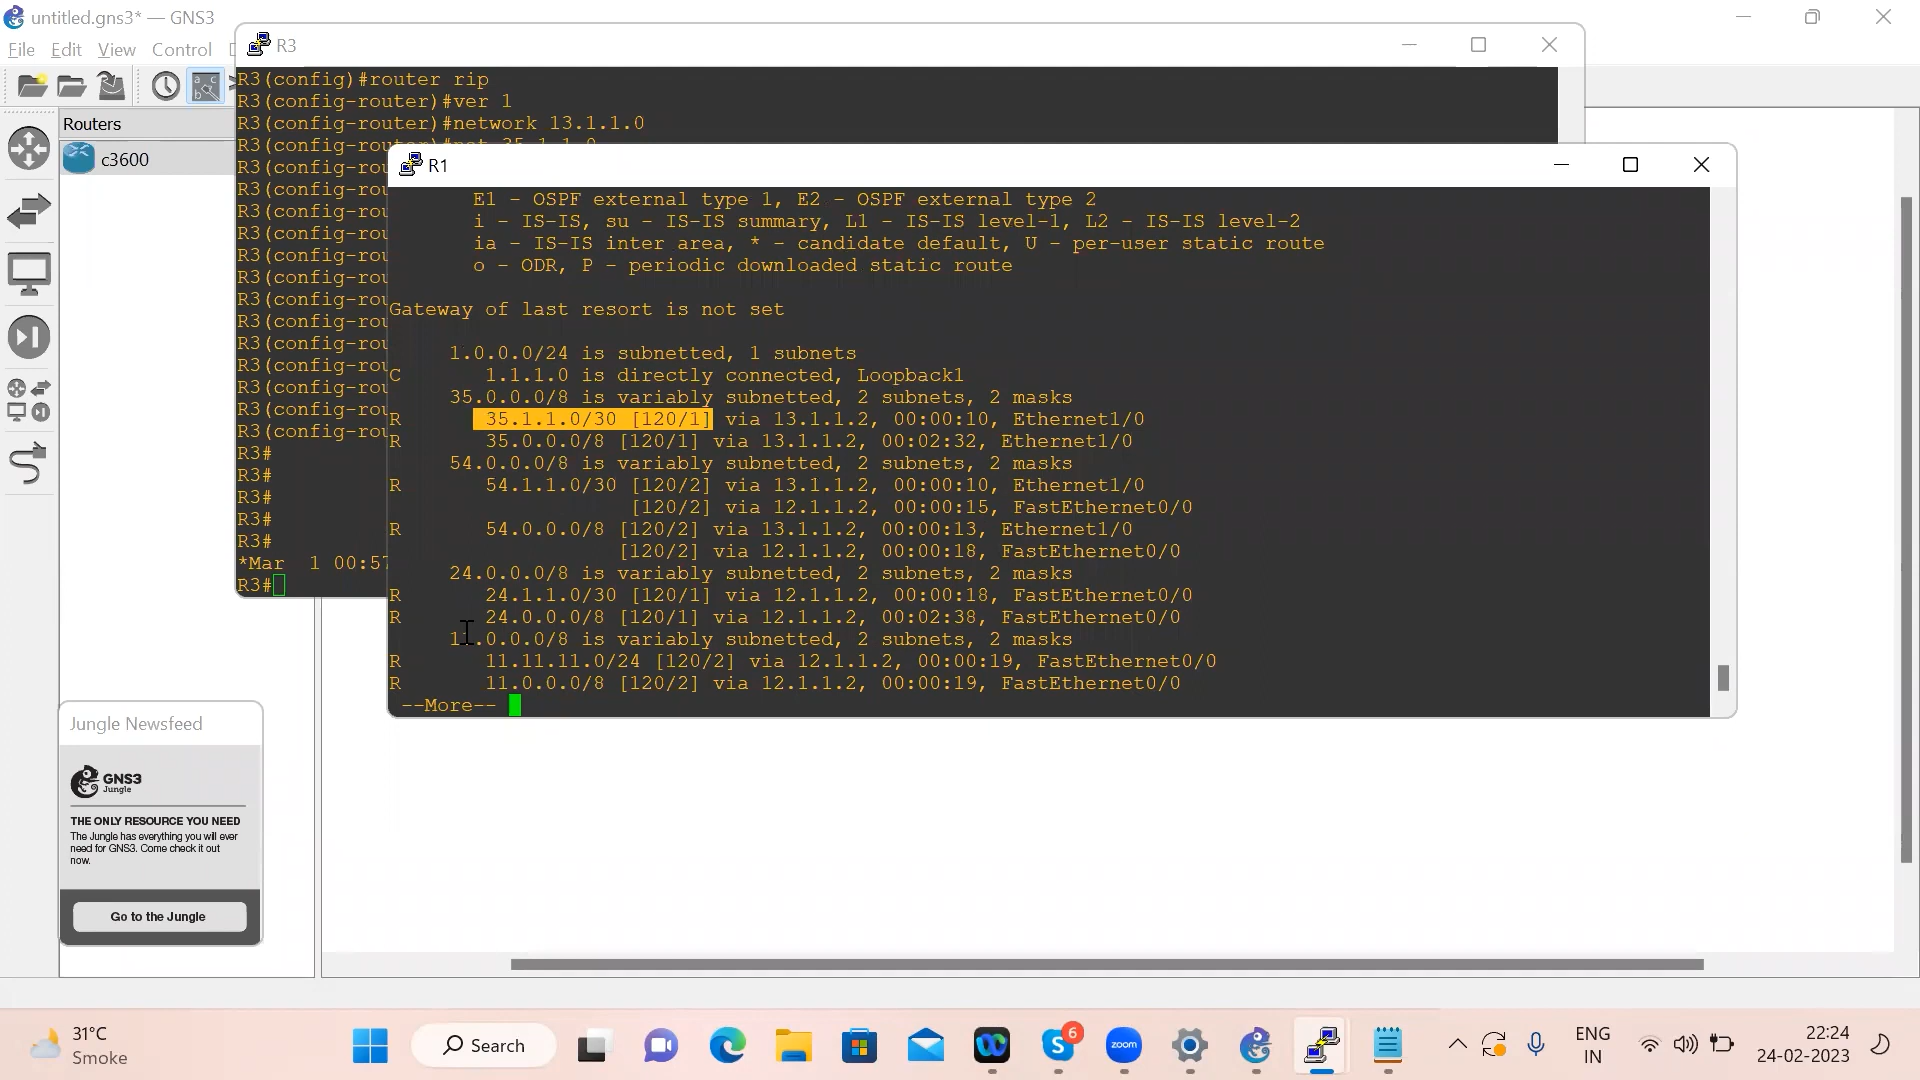 untitled.gns3* — GNS3
File Edit View Control
Routers
c3600
R3
R3(config)#router rip
R3(config-router)#ver 1
R3(config-router)#network 13.1.1.0
R3(config-router)#net 35.1.1.0
R3(config-rou
R3(config-rou
R3(config-rou
R3(config-rou
R3(config-rou
R3(config-rou
R3(config-rou
R3(config-rou
R3(config-rou
R3(config-rou
R3(config-rou
R3(config-rou
R3(config-rou
R3#
R3#
R3#
R3#
R3#
*Mar  1 00:57
R3#
R1
E1 - OSPF external type 1, E2 - OSPF external type 2
i - IS-IS, su - IS-IS summary, L1 - IS-IS level-1, L2 - IS-IS level-2
ia - IS-IS inter area, * - candidate default, U - per-user static route
o - ODR, P - periodic downloaded static route
Gateway of last resort is not set
1.0.0.0/24 is subnetted, 1 subnets
C 1.1.1.0 is directly connected, Loopback1
35.0.0.0/8 is variably subnetted, 2 subnets, 2 masks
R 35.1.1.0/30 [120/1] via 13.1.1.2, 00:00:10, Ethernet1/0
R 35.0.0.0/8 [120/1] via 13.1.1.2, 00:02:32, Ethernet1/0
54.0.0.0/8 is variably subnetted, 2 subnets, 2 masks
R 54.1.1.0/30 [120/2] via 13.1.1.2, 00:00:10, Ethernet1/0
[120/2] via 12.1.1.2, 00:00:15, FastEthernet0/0
R 54.0.0.0/8 [120/2] via 13.1.1.2, 00:00:13, Ethernet1/0
[120/2] via 12.1.1.2, 00:00:18, FastEthernet0/0
24.0.0.0/8 is variably subnetted, 2 subnets, 2 masks
R 24.1.1.0/30 [120/1] via 12.1.1.2, 00:00:18, FastEthernet0/0
R 24.0.0.0/8 [120/1] via 12.1.1.2, 00:02:38, FastEthernet0/0
11.0.0.0/8 is variably subnetted, 2 subnets, 2 masks
R 11.11.11.0/24 [120/2] via 12.1.1.2, 00:00:19, FastEthernet0/0
R 11.0.0.0/8 [120/2] via 12.1.1.2, 00:00:19, FastEthernet0/0
--More--
Jungle Newsfeed
GNS3
Jungle
THE ONLY RESOURCE YOU NEED
The Jungle has everything you will ever
need for GNS3. Come check it out
now.
Go to the Jungle
31°C
Smoke
Search
6
zoom
ENG
IN
22:24
24-02-2023